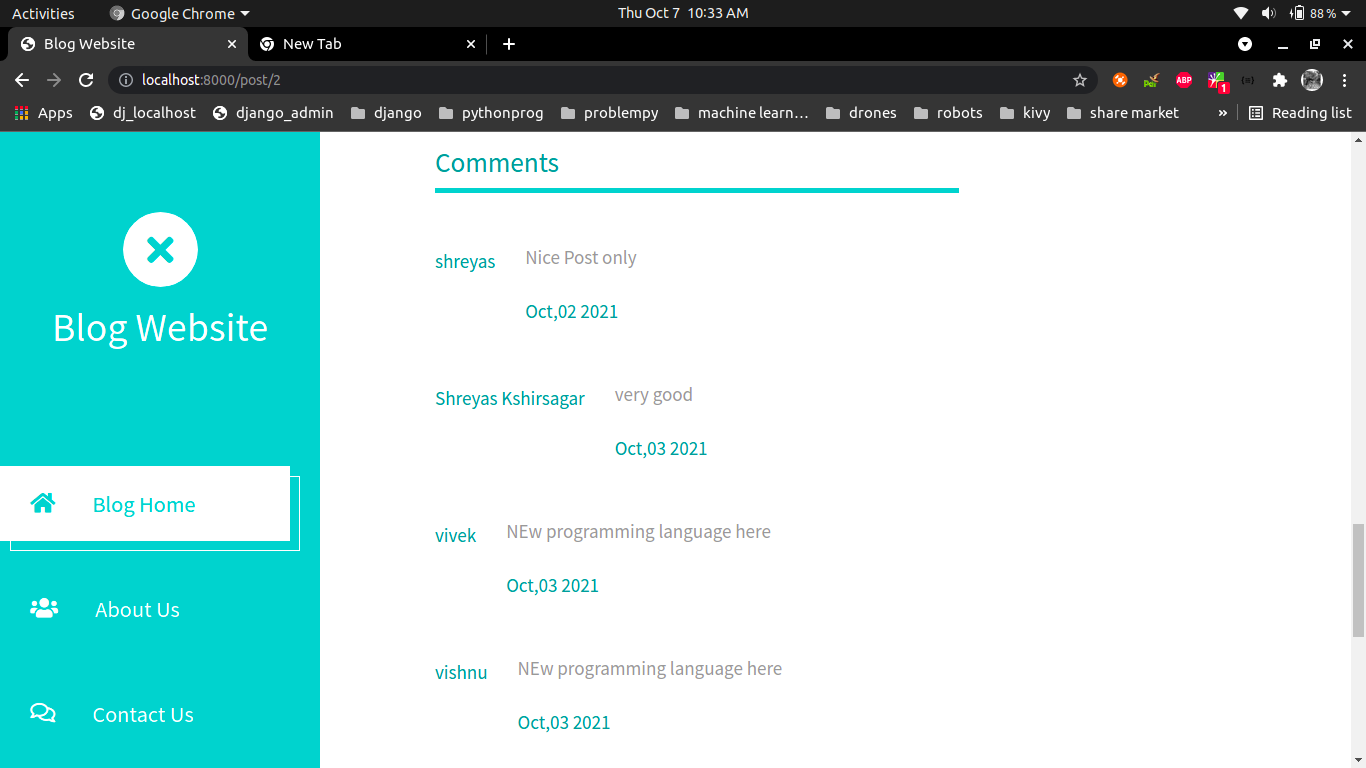 Activities Google Chrome Thu Oct 7 10:33 AM 88 %
Blog Website New Tab
localhost:8000/post/2 ABP 1
Apps dj_localhost django_admin django pythonprog problempy machine learn… drones robots kivy share market » Reading list
Comments
shreyas Nice Post only
Oct,02 2021
Blog Website
Shreyas Kshirsagar very good
Oct,03 2021
Blog Home
vivek NEw programming language here
Oct,03 2021
About Us
vishnu NEw programming language here
Contact Us Oct,03 2021